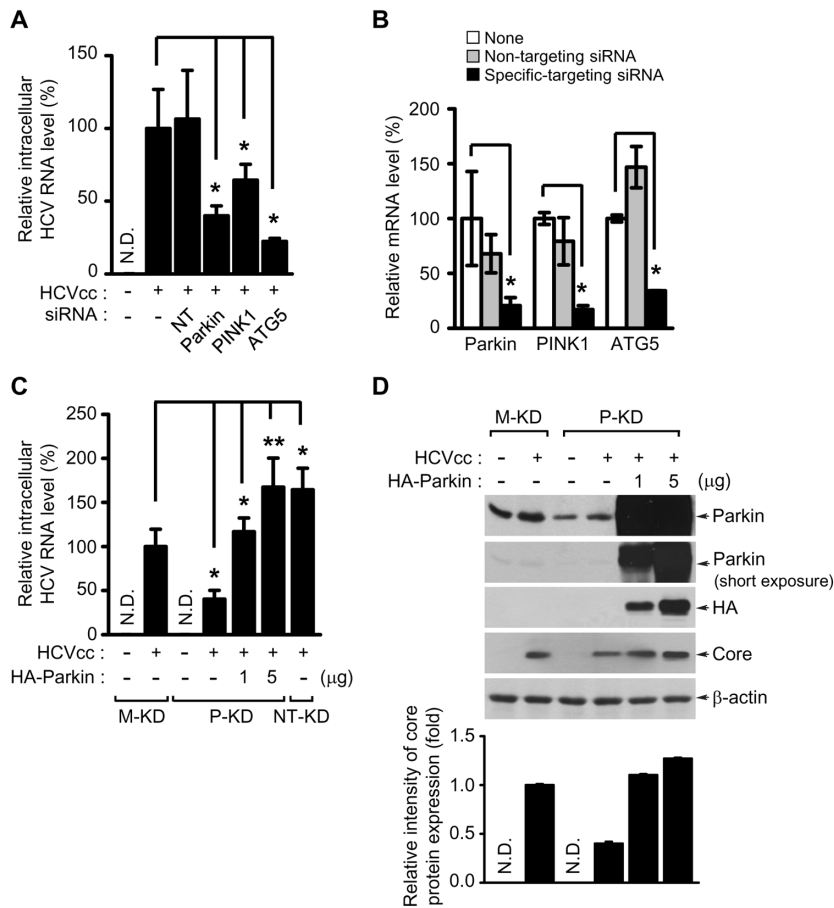 A
Relative intracellular
HCV RNA level (%)
150
100
50
0
N.D.
*
*
*
HCVcc : - + + + + +
siRNA : - - NT Parkin PINK1 ATG5
B
None
Non-targeting siRNA
Specific-targeting siRNA
Relative mRNA level (%)
200
150
100
50
0
*
*
*
Parkin PINK1 ATG5
C
Relative intracellular
HCV RNA level (%)
250
200
150
100
50
0
N.D.
N.D.
*
*
**
*
HCVcc : - + - + + + +
HA-Parkin : - - - - 1 5 - (μg)
M-KD P-KD NT-KD
D
M-KD P-KD
HCVcc : - + - + + +
HA-Parkin : - - - - 1 5 (μg)
Parkin
Parkin
(short exposure)
HA
Core
β-actin
Relative intensity of core
protein expression (fold)
1.5
1.0
0.5
1.0
N.D.
N.D.